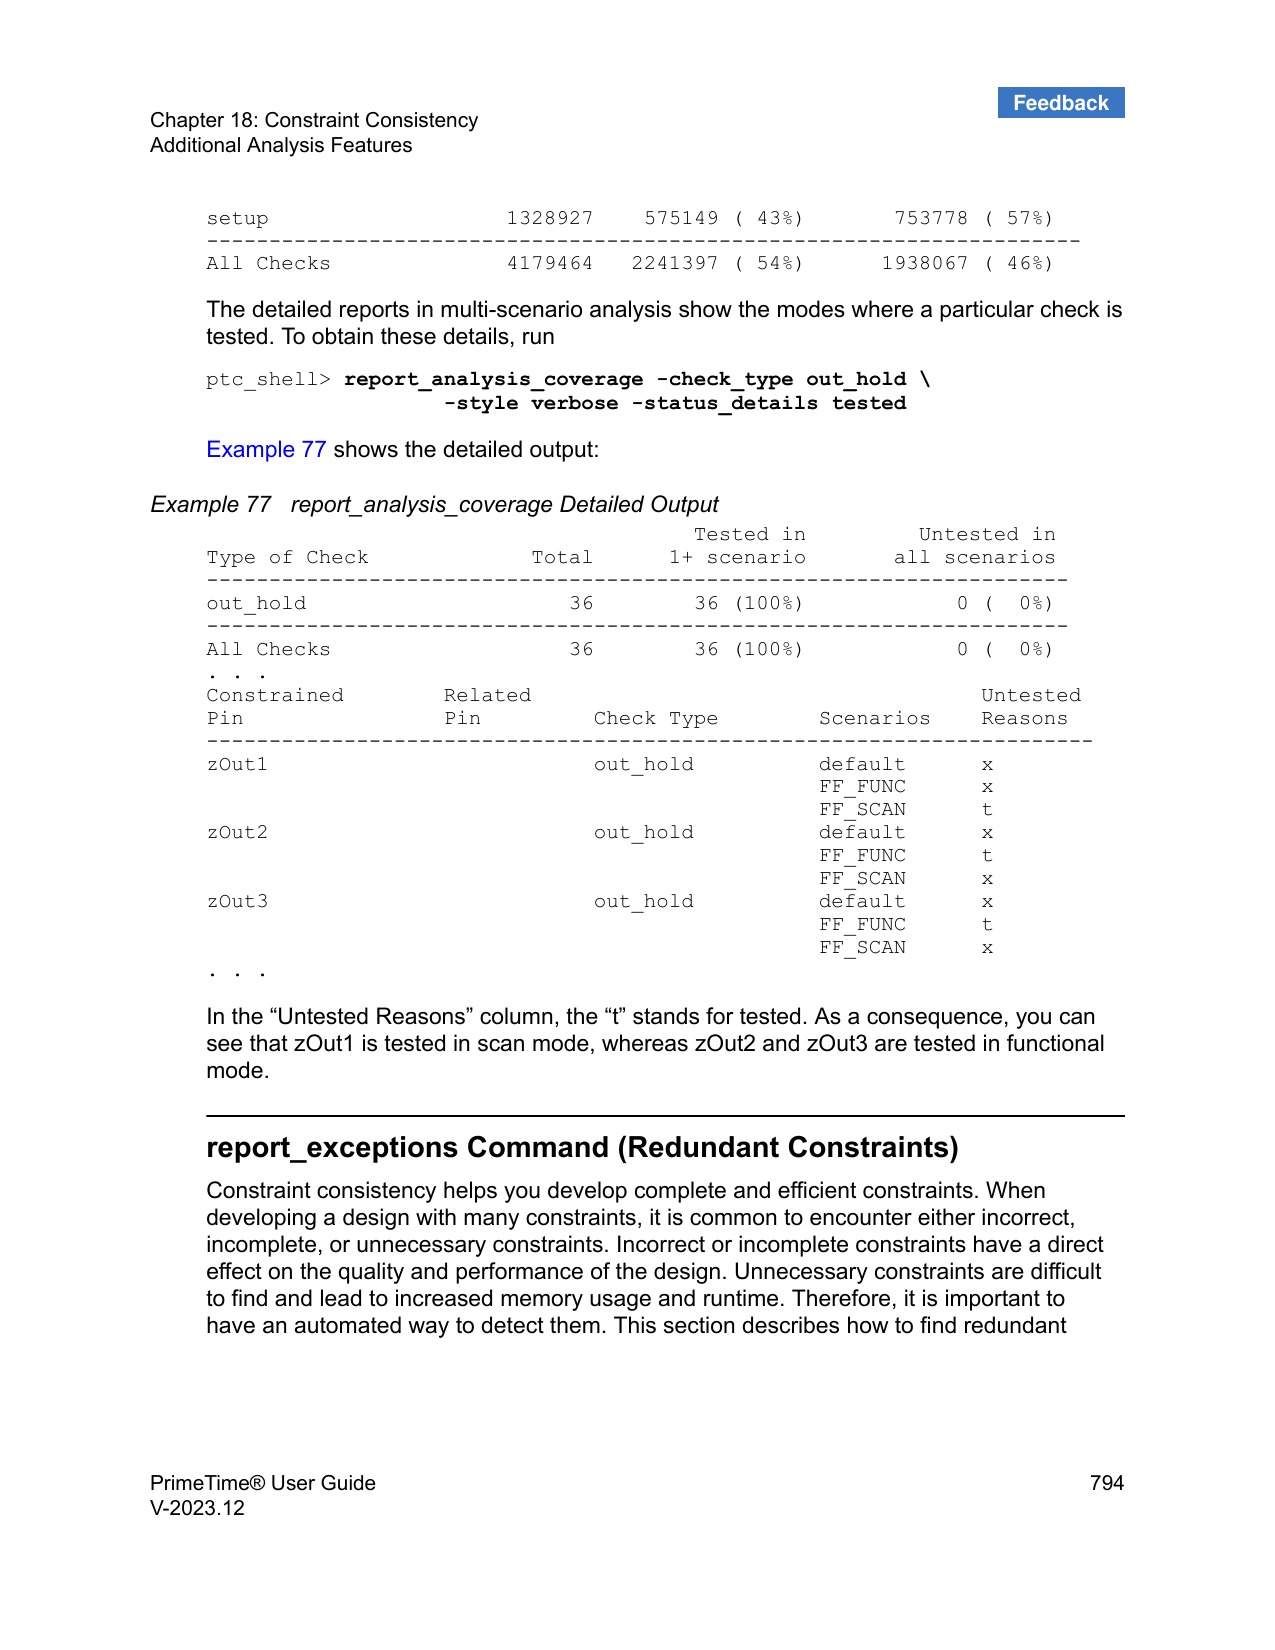 Feedback
Chapter 18: Constraint Consistency
Additional Analysis Features
setup 1328927 575149 ( 43%) 753778 ( 57%)
----------------------------------------------------------------------
All Checks 4179464 2241397 ( 54%) 1938067 ( 46%)
The detailed reports in multi-scenario analysis show the modes where a particular check is
tested. To obtain these details, run
ptc_shell> report_analysis_coverage -check_type out_hold \
-style verbose -status_details tested
Example 77 shows the detailed output:
Example 77 report_analysis_coverage Detailed Output
Tested in Untested in
Type of Check Total 1+ scenario all scenarios
---------------------------------------------------------------------
out_hold 36 36 (100%) 0 ( 0%)
---------------------------------------------------------------------
All Checks 36 36 (100%) 0 ( 0%)
. . .
Constrained Related Untested
Pin Pin Check Type Scenarios Reasons
-----------------------------------------------------------------------
zOut1 out_hold default x
FF_FUNC x
FF_SCAN t
zOut2 out_hold default x
FF_FUNC t
FF_SCAN x
zOut3 out_hold default x
FF_FUNC t
FF_SCAN x
. . .
In the “Untested Reasons” column, the “t” stands for tested. As a consequence, you can
see that zOut1 is tested in scan mode, whereas zOut2 and zOut3 are tested in functional
mode.
report_exceptions Command (Redundant Constraints)
Constraint consistency helps you develop complete and efficient constraints. When
developing a design with many constraints, it is common to encounter either incorrect,
incomplete, or unnecessary constraints. Incorrect or incomplete constraints have a direct
effect on the quality and performance of the design. Unnecessary constraints are difficult
to find and lead to increased memory usage and runtime. Therefore, it is important to
have an automated way to detect them. This section describes how to find redundant
PrimeTime® User Guide 794
V-2023.12